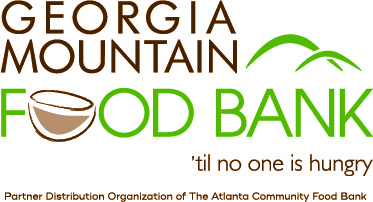 GEORGIA
MOUNTAIN
FOOD BANK
'til no one is hungry
Partner Distribution Organization of The Atlanta Community Food Bank